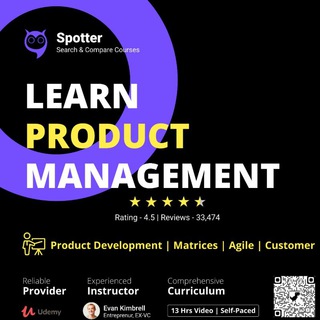 Spotter
Search & Compare Courses
LEARN
PRODUCT
MANAGEMENT
Rating - 4.5 | Reviews - 33,474
Product Development | Matrices | Agile | Customer
Reliable
Provider
Udemy
Experienced
Instructor
Evan Kimbrell
Entreprenur, EX-VC
Comprehensive
Curriculum
13 Hrs Video | Self-Paced